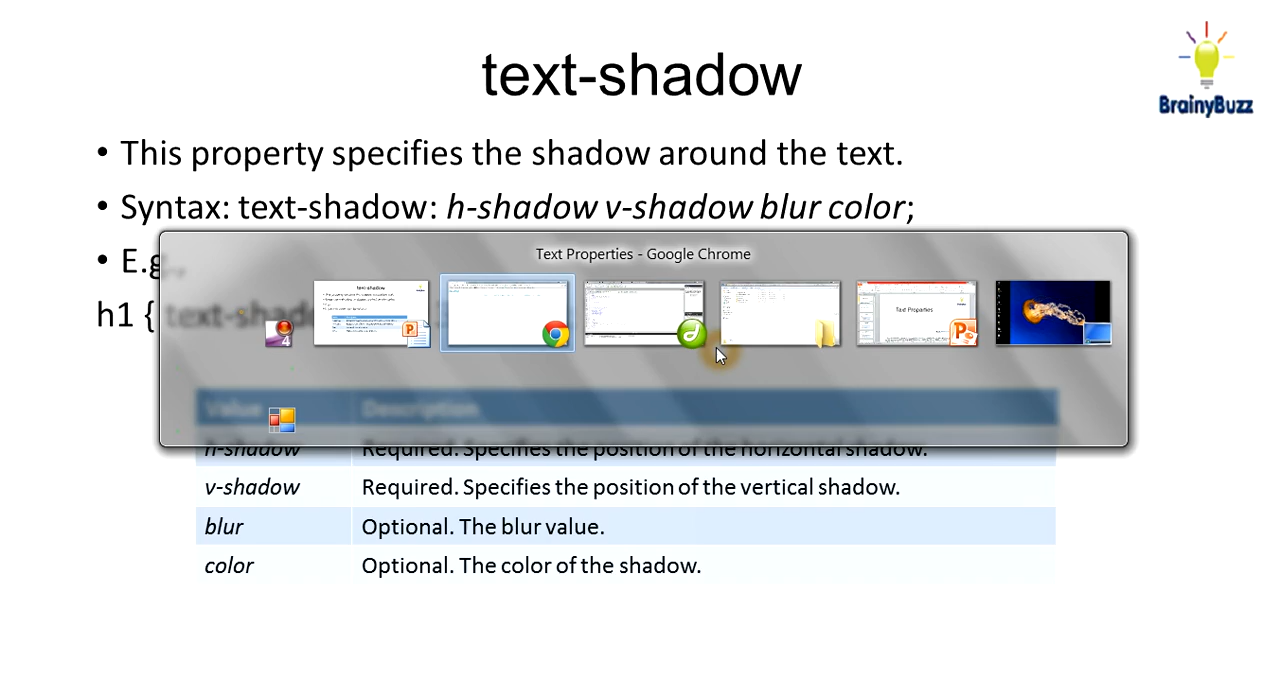 text-shadow
BrainyBuzz
• This property specifies the shadow around the text.
• Syntax: text-shadow: h-shadow v-shadow blur color;
• E.g.,
h1 { text-shadow:
Text Properties - Google Chrome
Value Description
h-shadow Required. Specifies the position of the horizontal shadow.
v-shadow Required. Specifies the position of the vertical shadow.
blur Optional. The blur value.
color Optional. The color of the shadow.